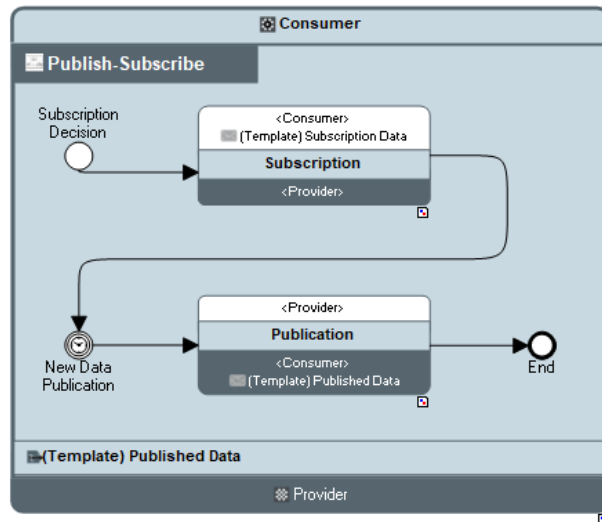 Consumer
Publish-Subscribe
Subscription
Decision
<Consumer>
(Template) Subscription Data
Subscription
<Provider>
<Provider>
Publication
<Consumer>
(Template) Published Data
New Data
Publication
End
(Template) Published Data
Provider